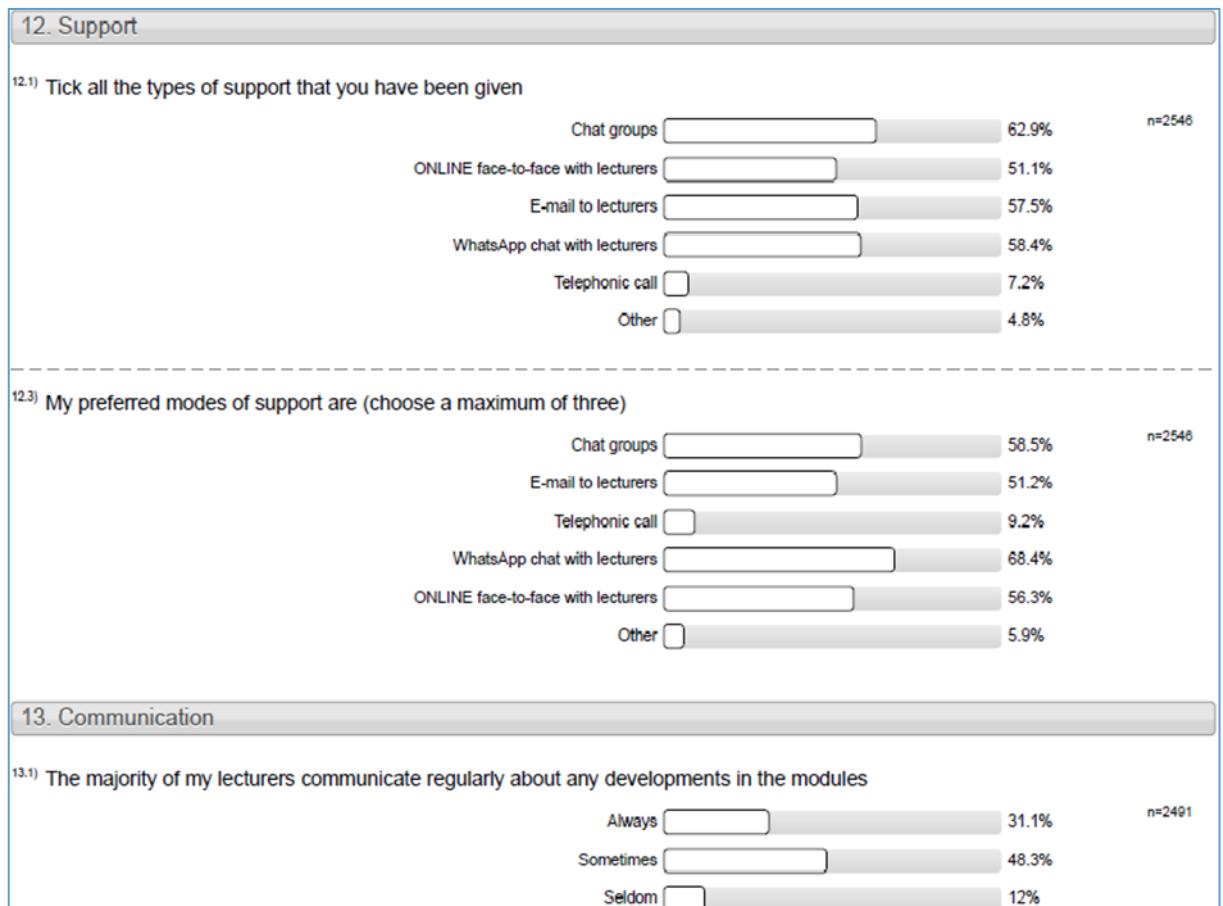 12. Support
12.1) Tick all the types of support that you have been given
Chat groups 62.9% n=2546
ONLINE face-to-face with lecturers 51.1%
E-mail to lecturers 57.5%
WhatsApp chat with lecturers 58.4%
Telephonic call 7.2%
Other 4.8%
12.3) My preferred modes of support are (choose a maximum of three)
Chat groups 58.5% n=2546
E-mail to lecturers 51.2%
Telephonic call 9.2%
WhatsApp chat with lecturers 68.4%
ONLINE face-to-face with lecturers 56.3%
Other 5.9%
13. Communication
13.1) The majority of my lecturers communicate regularly about any developments in the modules
Always 31.1% n=2491
Sometimes 48.3%
Seldom 12%